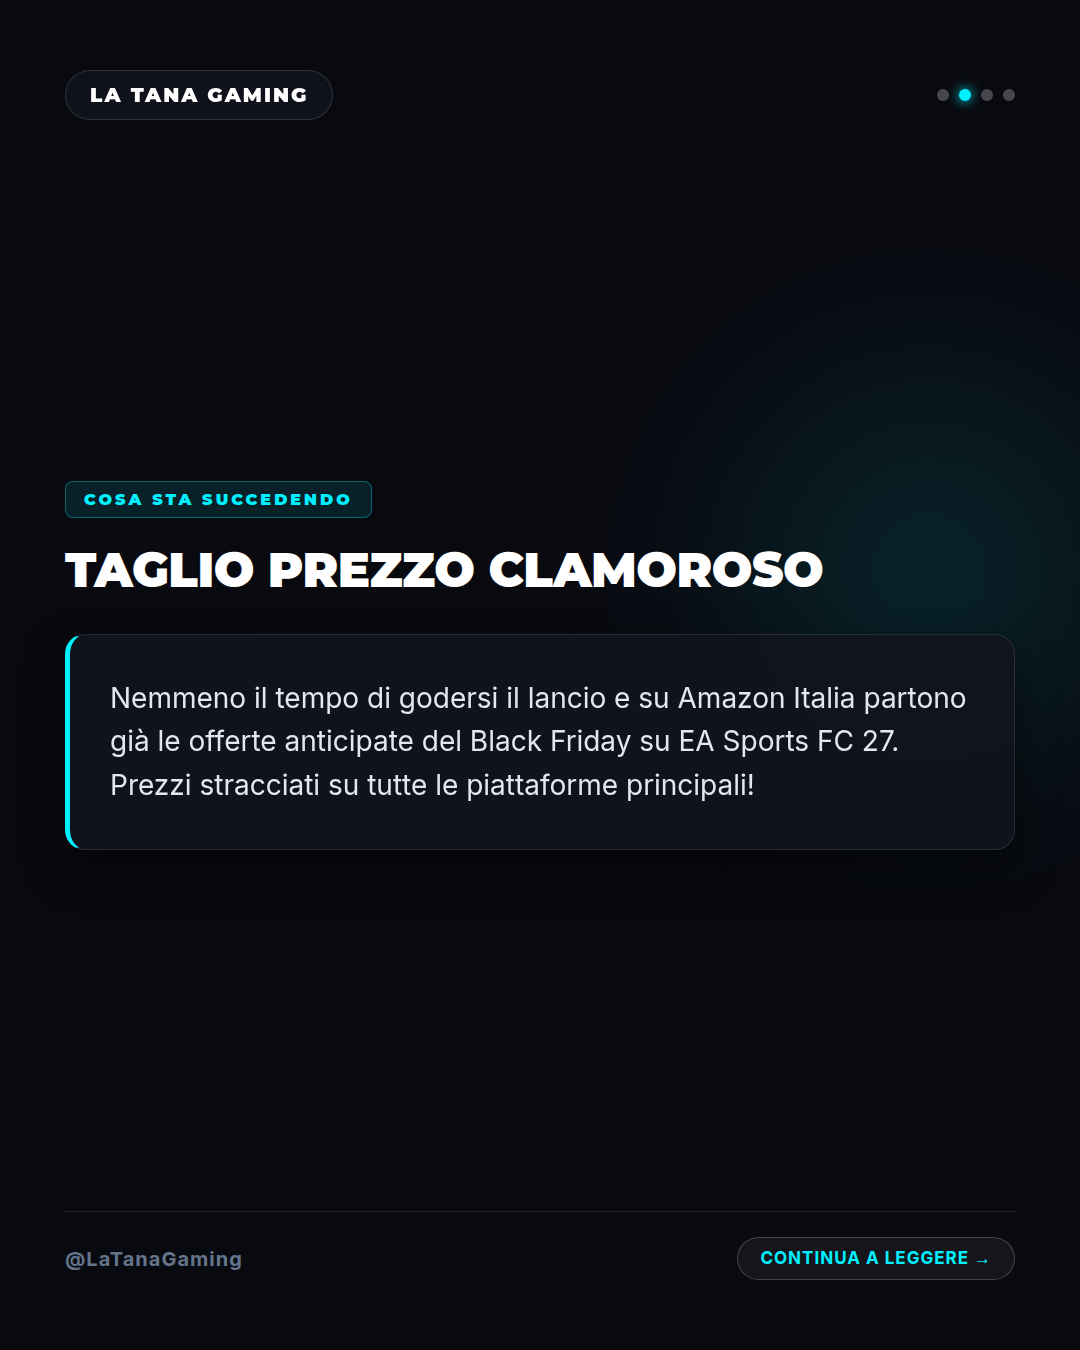 LA TANA GAMING
COSA STA SUCCEDENDO
TAGLIO PREZZO CLAMOROSO
Nemmeno il tempo di godersi il lancio e su Amazon Italia partono
già le offerte anticipate del Black Friday su EA Sports FC 27.
Prezzi stracciati su tutte le piattaforme principali!
@LaTanaGaming
CONTINUA A LEGGERE →